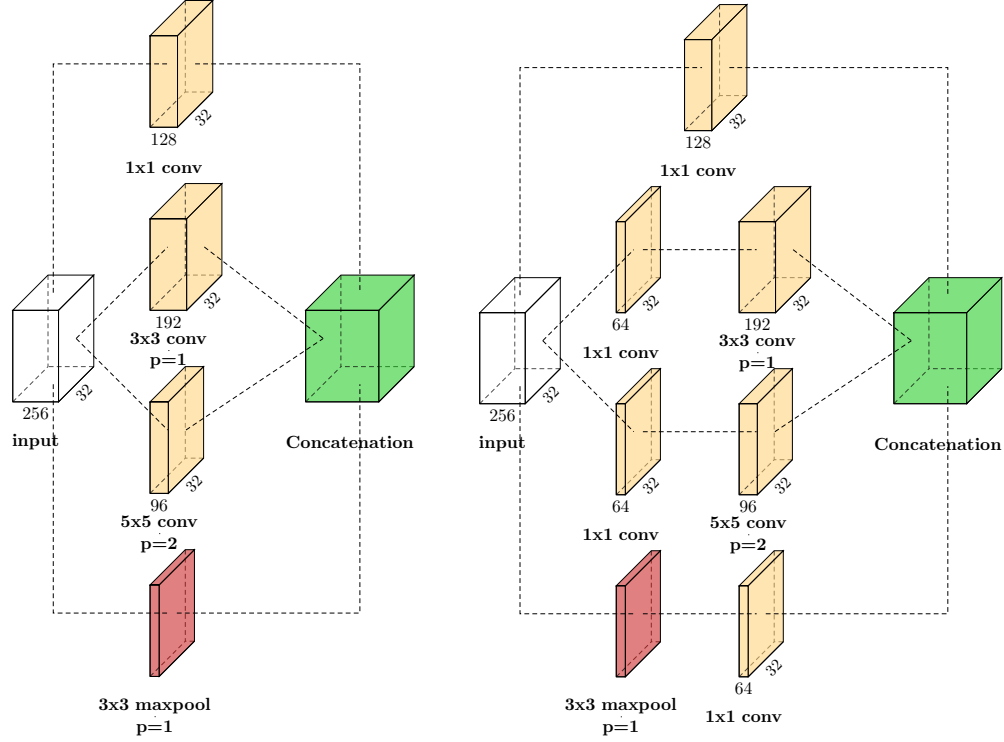 128
32
1x1 conv
192
32
3x3 conv
p=1
256
32
input
96
32
5x5 conv
p=2
Concatenation
3x3 maxpool
p=1
128
32
1x1 conv
64
32
1x1 conv
192
32
3x3 conv
p=1
256
32
input
64
32
1x1 conv
96
32
5x5 conv
p=2
Concatenation
3x3 maxpool
p=1
64
32
1x1 conv